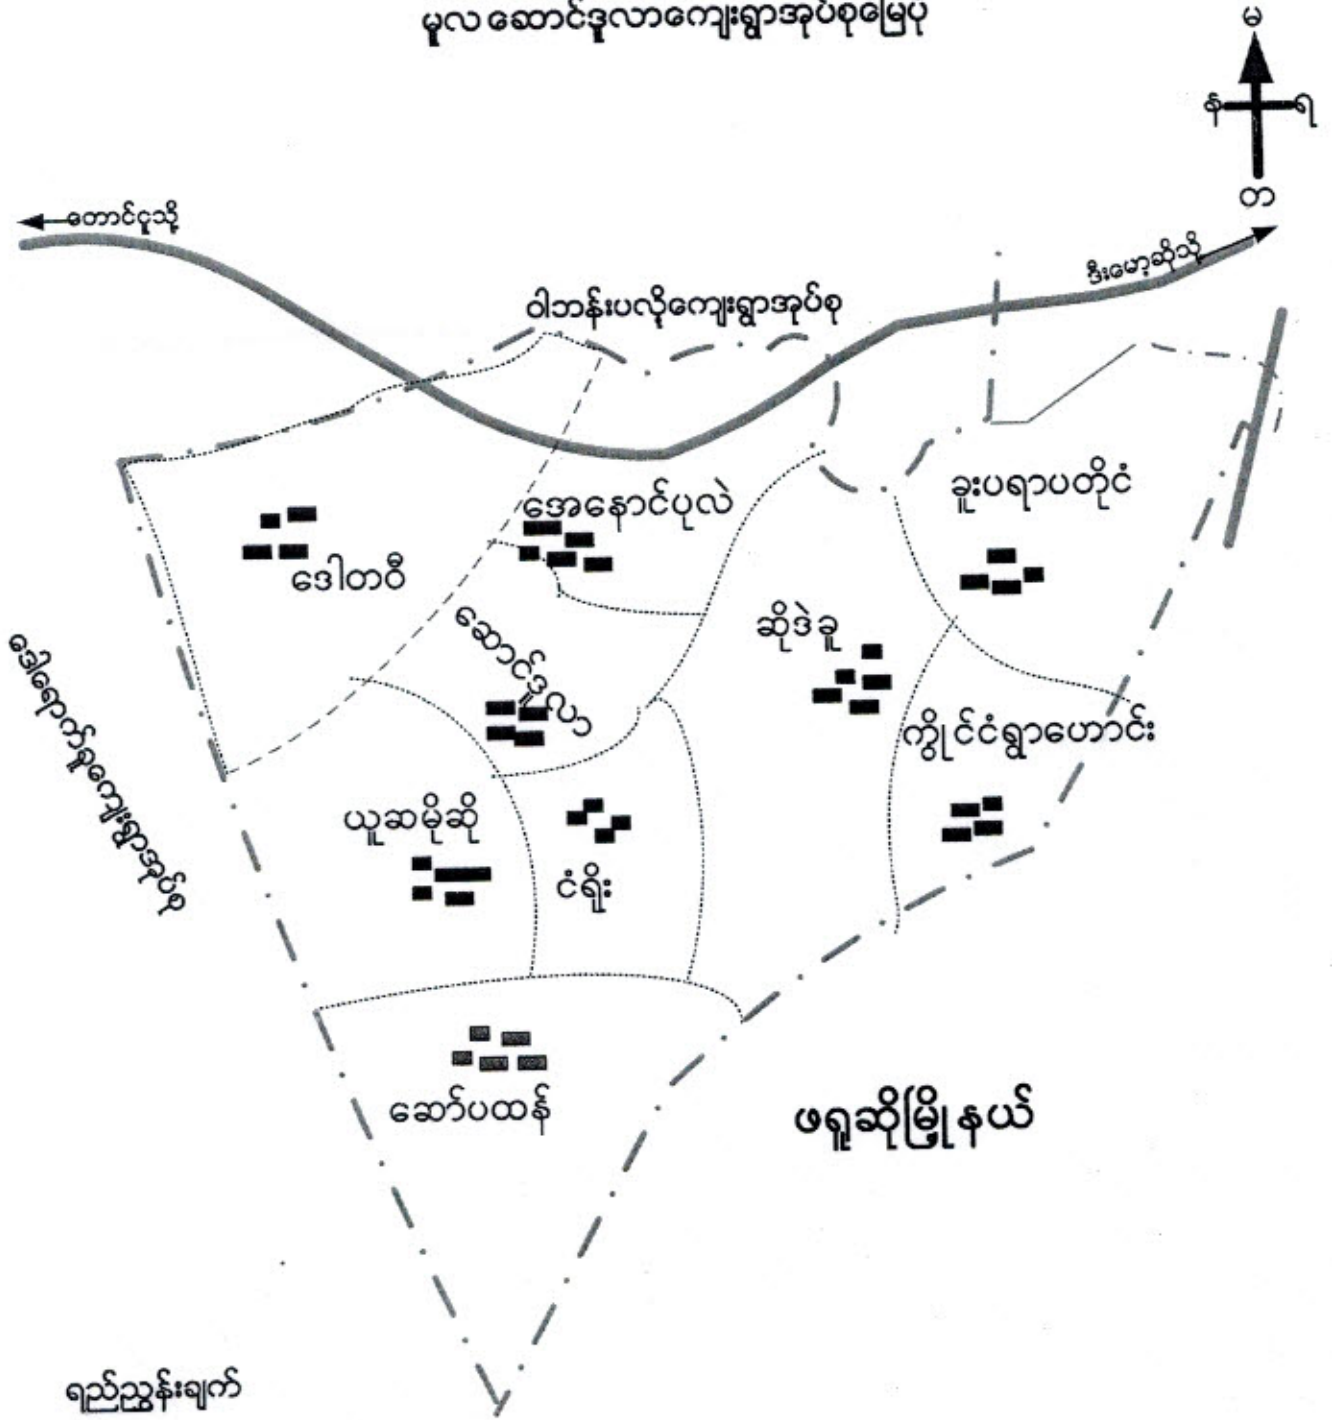 မူလ ဆောင်ဒူလာကျေးရွာအုပ်စုမြေပုံ
မ
န
ရ
တ
တောင်ငူသို့
ဒီးမော့ဆိုသို့
ဝါဘန်းပလိုကျေးရွာအုပ်စု
အေနောင်ပုလဲ
ခူးပရာပတိုငံ
ဒေါတဝီ
ဆောင်ဒူလာ
ဆိုဒဲခူ
ဒေါရောက်ခူကျေးရွာအုပ်စု
ကွိုင်ငံရွာဟောင်း
ယူဆမိုဆို
ငံရိုး
ဆော်ပထန်
ဖရူဆိုမြို့နယ်
ရည်ညွှန်းချက်